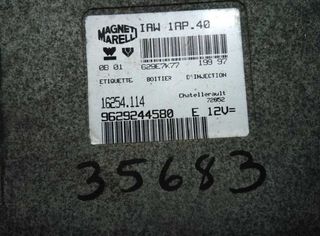 MAGNETI MARELLI
IAW 1AP.40
08 01
629E7K77
199 97
ETIQUETTE BOITIER D'INJECTION
16254.114
Chatellerault
72052
9629244580
E 12V=
35683